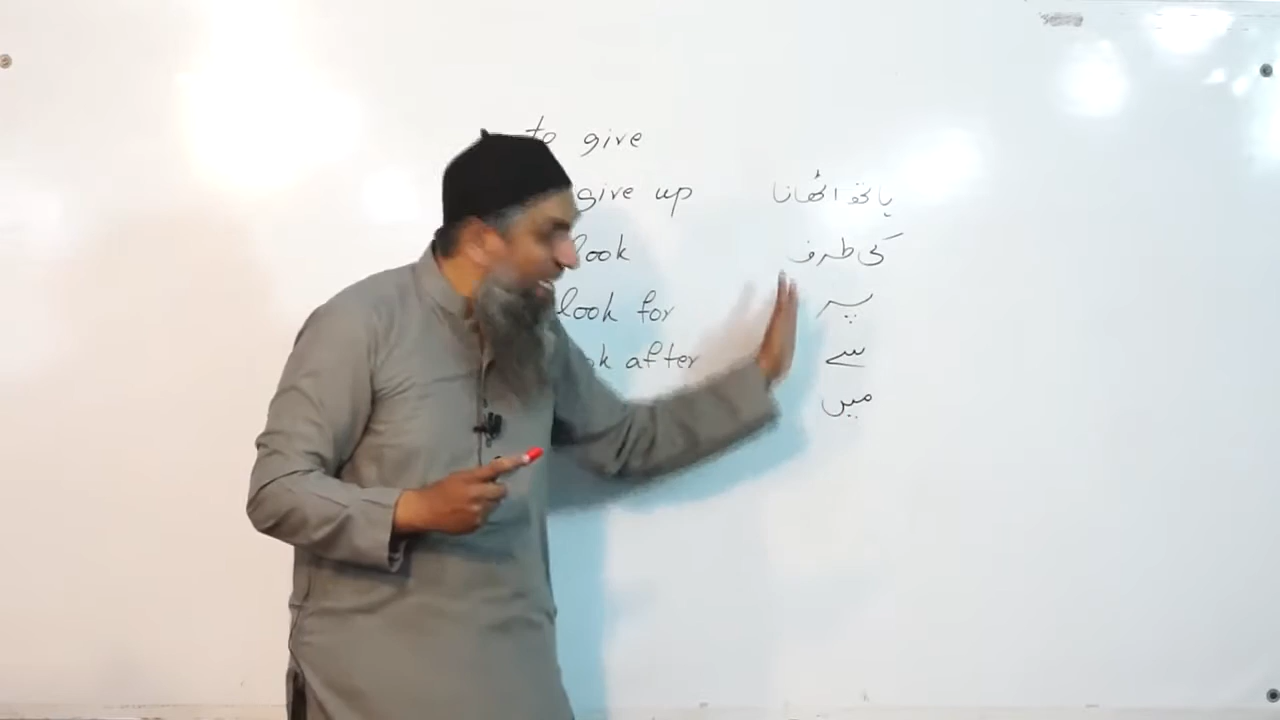 to give
give up ہاتھ اٹھانا
look کی طرف
look for پر
after سے
میں